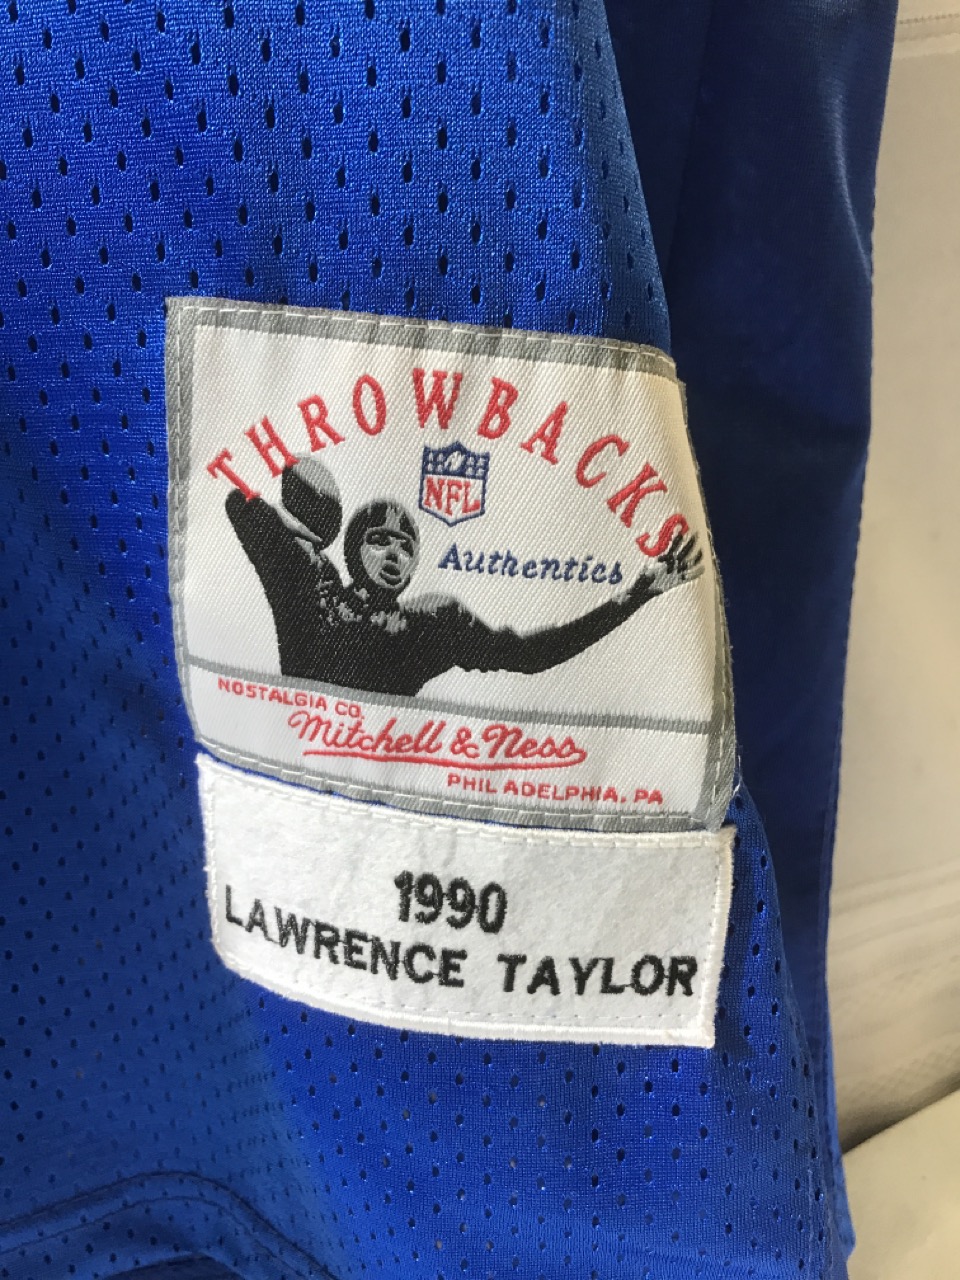 THROWBACKS
NFL
Authentics
NOSTALGIA CO.
Mitchell & Ness
PHILADELPHIA, PA
1990
LAWRENCE TAYLOR